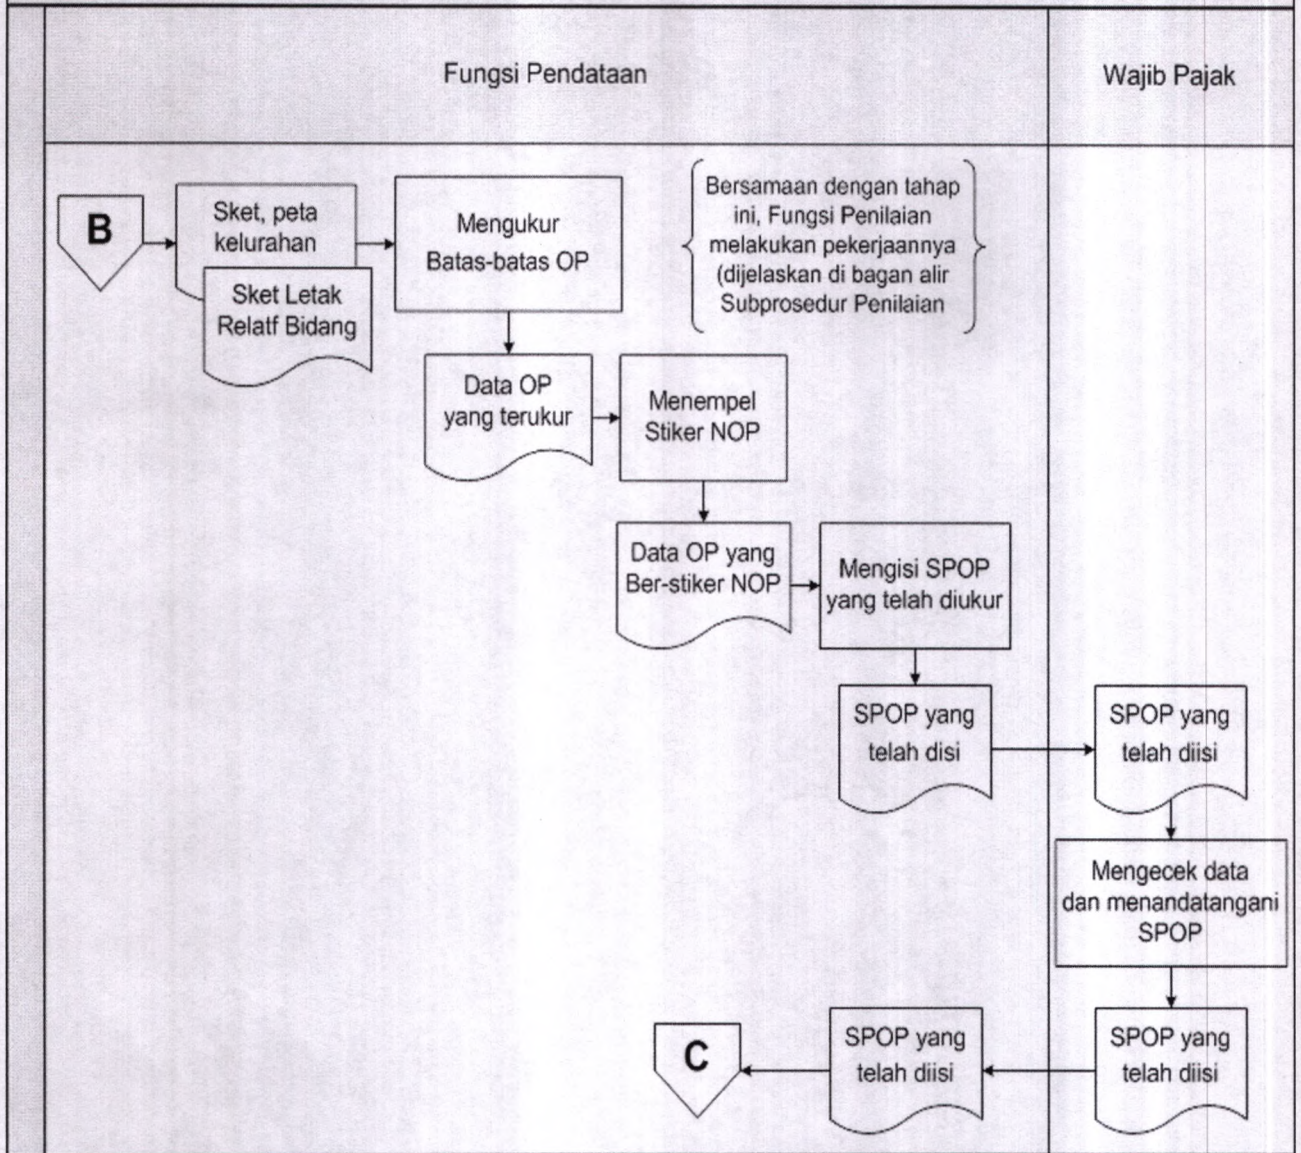 Fungsi Pendataan
Wajib Pajak
B
Sket, peta
kelurahan
Sket Letak
Relatf Bidang
Mengukur
Batas-batas OP
Bersamaan dengan tahap
ini, Fungsi Penilaian
melakukan pekerjaannya
(dijelaskan di bagan alir
Subprosedur Penilaian
Data OP
yang terukur
Menempel
Stiker NOP
Data OP yang
Ber-stiker NOP
Mengisi SPOP
yang telah diukur
SPOP yang
telah disi
SPOP yang
telah diisi
Mengecek data
dan menandatangani
SPOP
SPOP yang
telah diisi
SPOP yang
telah diisi
C